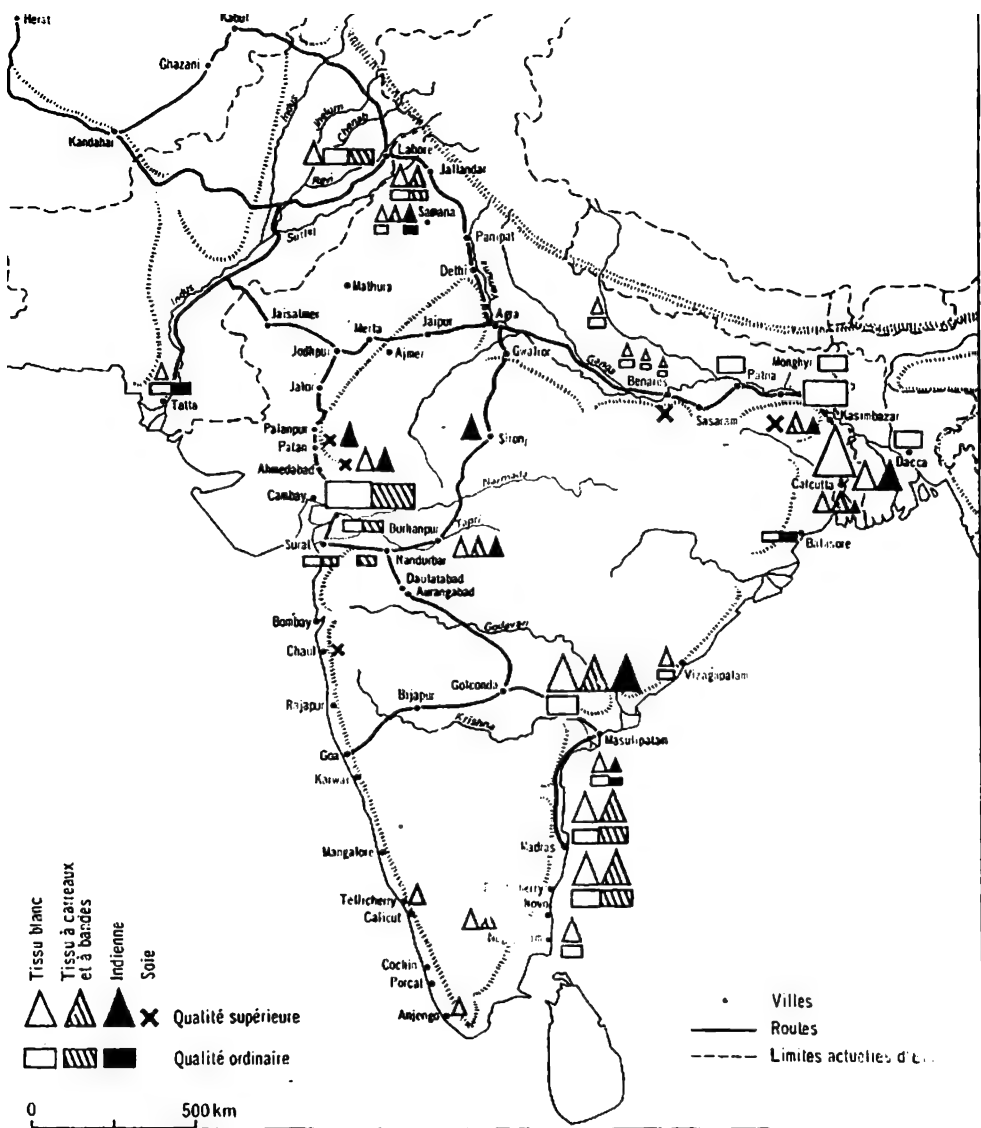 Herat
Kabul
Ghazani
Kandahar
Indus
Jhelum
Chenab
Ravi
Lahore
Jallandar
Sutlej
Samana
Panipat
Delhi
Mathura
Indus
Jaisalmer
Merta
Jaipur
Agra
Jodhpur
Ajmer
Gwalior
Ganga
Benares
Patna
Monghyr
Jalor
Tatta
Sasaram
Kasimbazar
Palanpur
Patan
Sironj
Dacca
Ahmedabad
Cambay
Narmada
Calcutta
Burhanpur
Tapti
Surat
Nandurbar
Balasore
Daulatabad
Aurangabad
Bombay
Godavari
Chaul
Vizagapatam
Golconda
Bijapur
Rajapur
Krishna
Masulipatam
Goa
Karwar
Madras
Mangalore
Tellicherry
Calicut
Cochin
Porcal
Anjengo
Tissu blanc
Tissu à carreaux
et à bandes
Indienne
Soie
Qualité supérieure
Qualité ordinaire
0 500 km
Villes
Routes
Limites actuelles